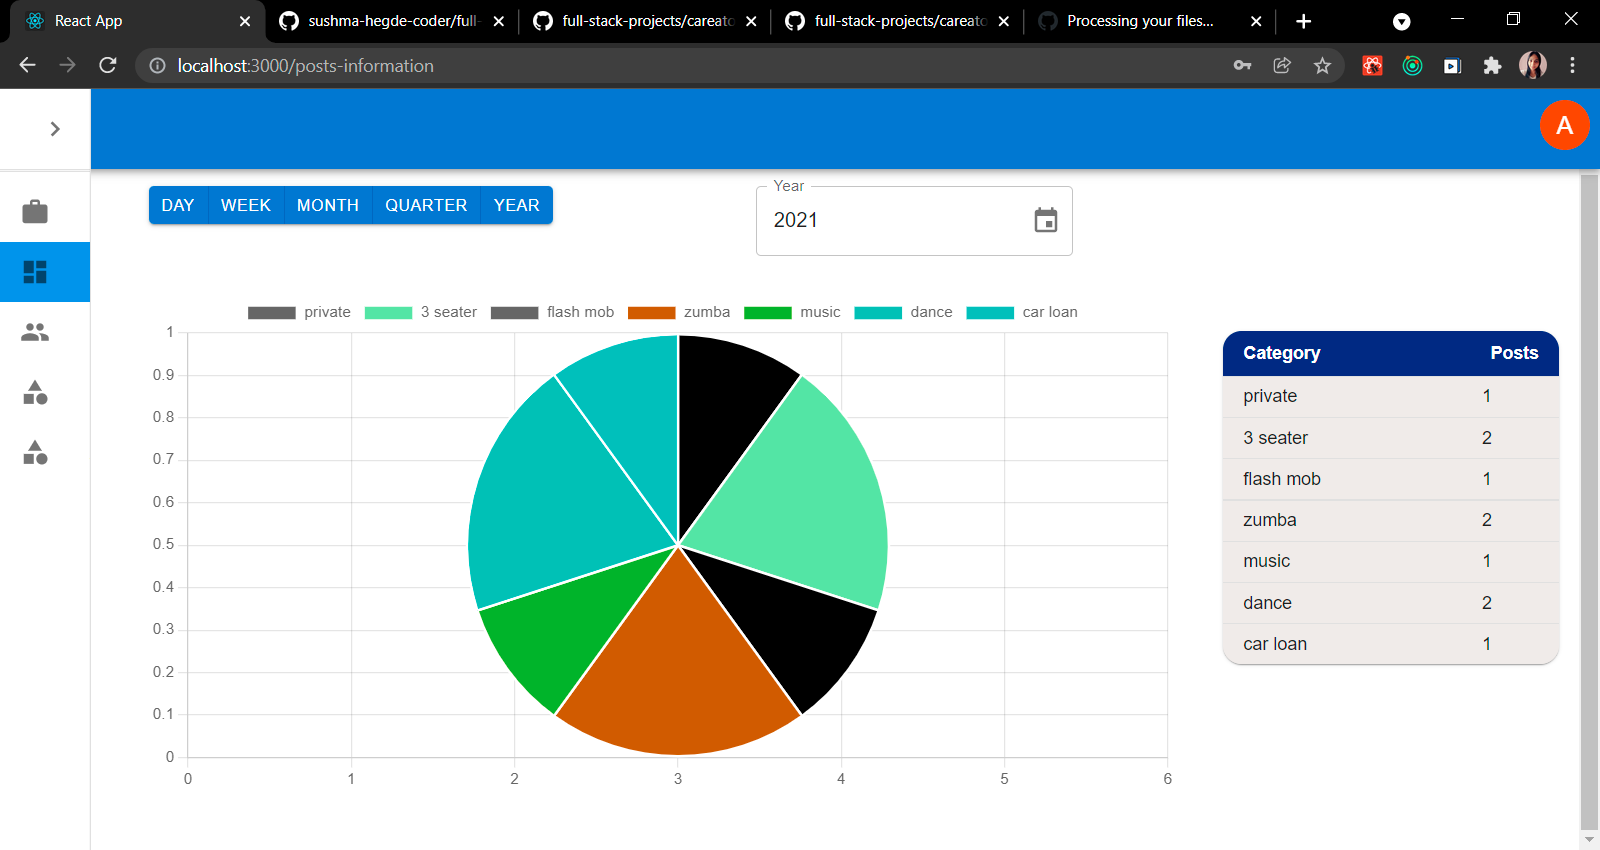 React App
sushma-hegde-coder/full-
full-stack-projects/careato
full-stack-projects/careato
Processing your files...
localhost:3000/posts-information
A
DAY WEEK MONTH QUARTER YEAR
Year
2021
private 3 seater flash mob zumba music dance car loan
1
0.9
0.8
0.7
0.6
0.5
0.4
0.3
0.2
0.1
0
0 1 2 3 4 5 6
Category Posts
private 1
3 seater 2
flash mob 1
zumba 2
music 1
dance 2
car loan 1